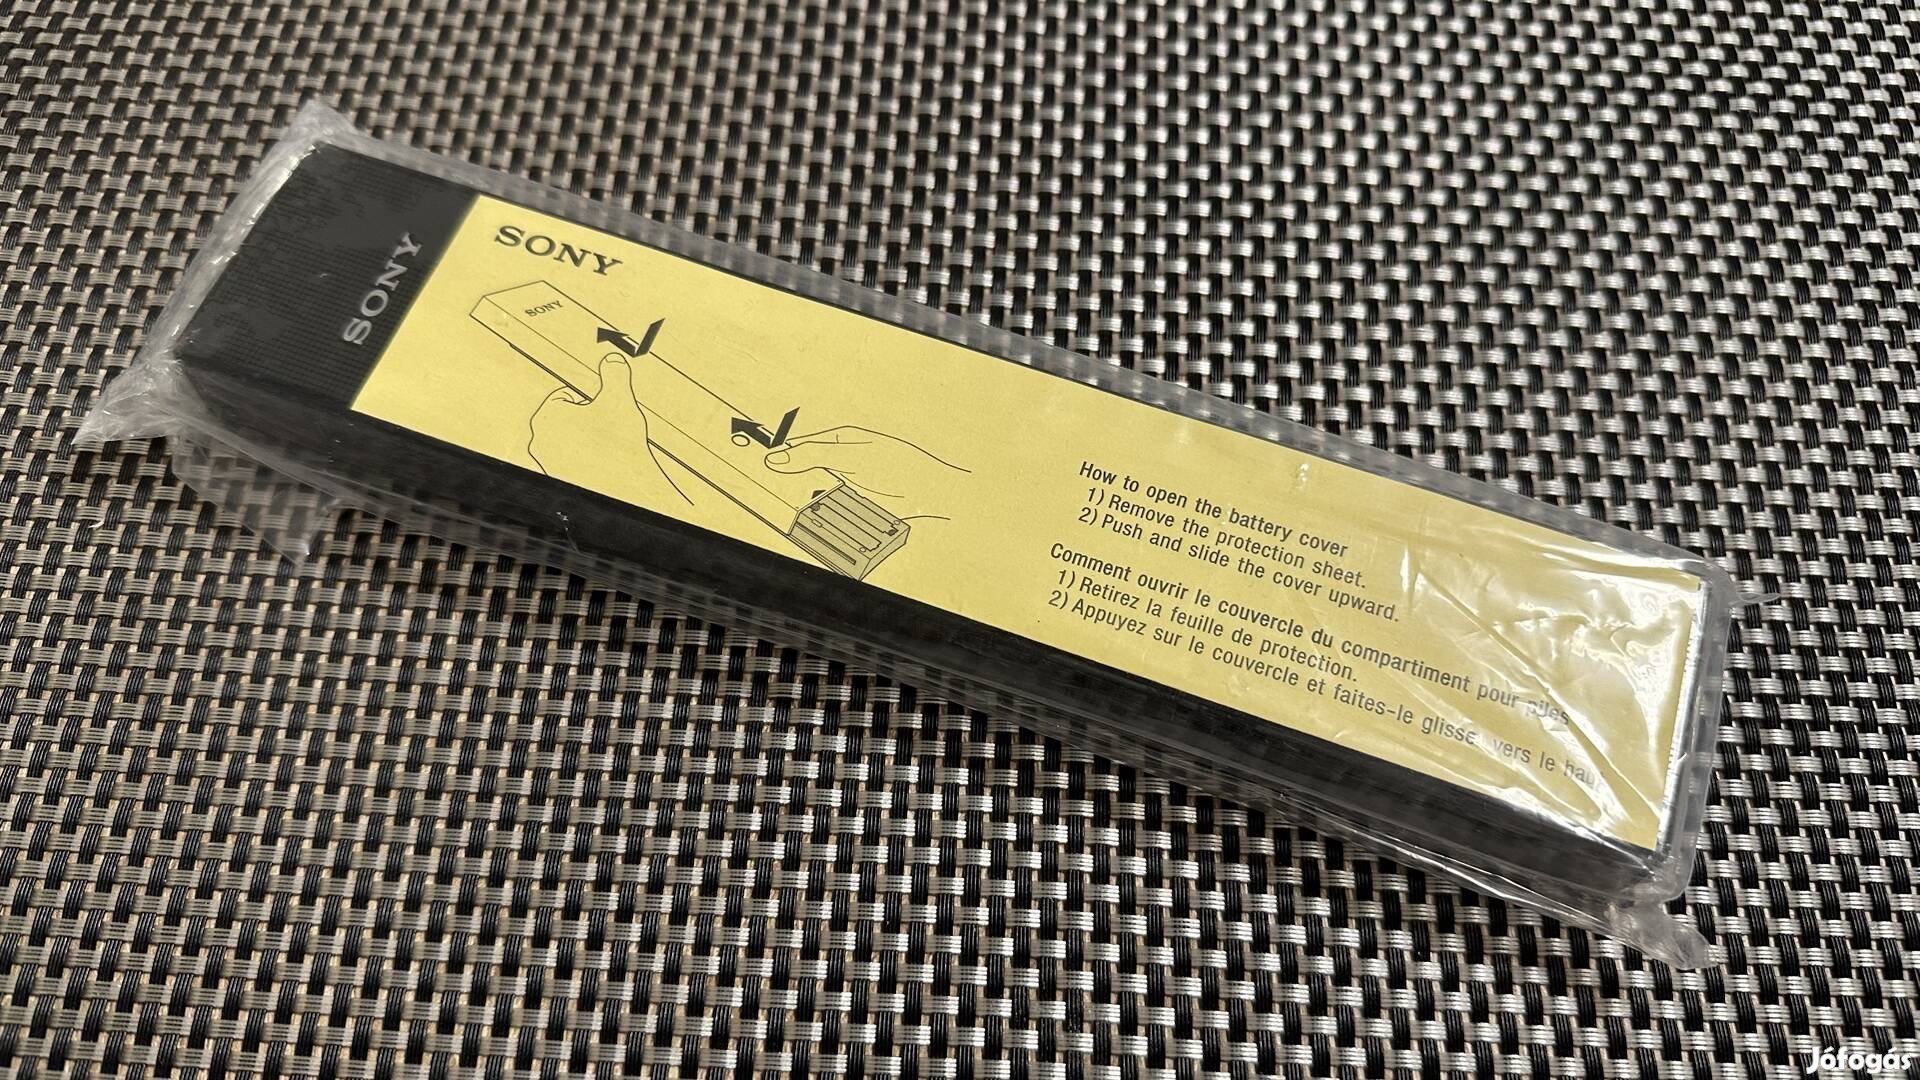 SONY
SONY
SONY
How to open the battery cover
1) Remove the protection sheet.
2) Push and slide the cover upward.
Comment ouvrir le couvercle du compartiment pour piles
1) Retirez la feuille de protection.
2) Appuyez sur le couvercle et faites-le glisse vers le hau
Jófogás